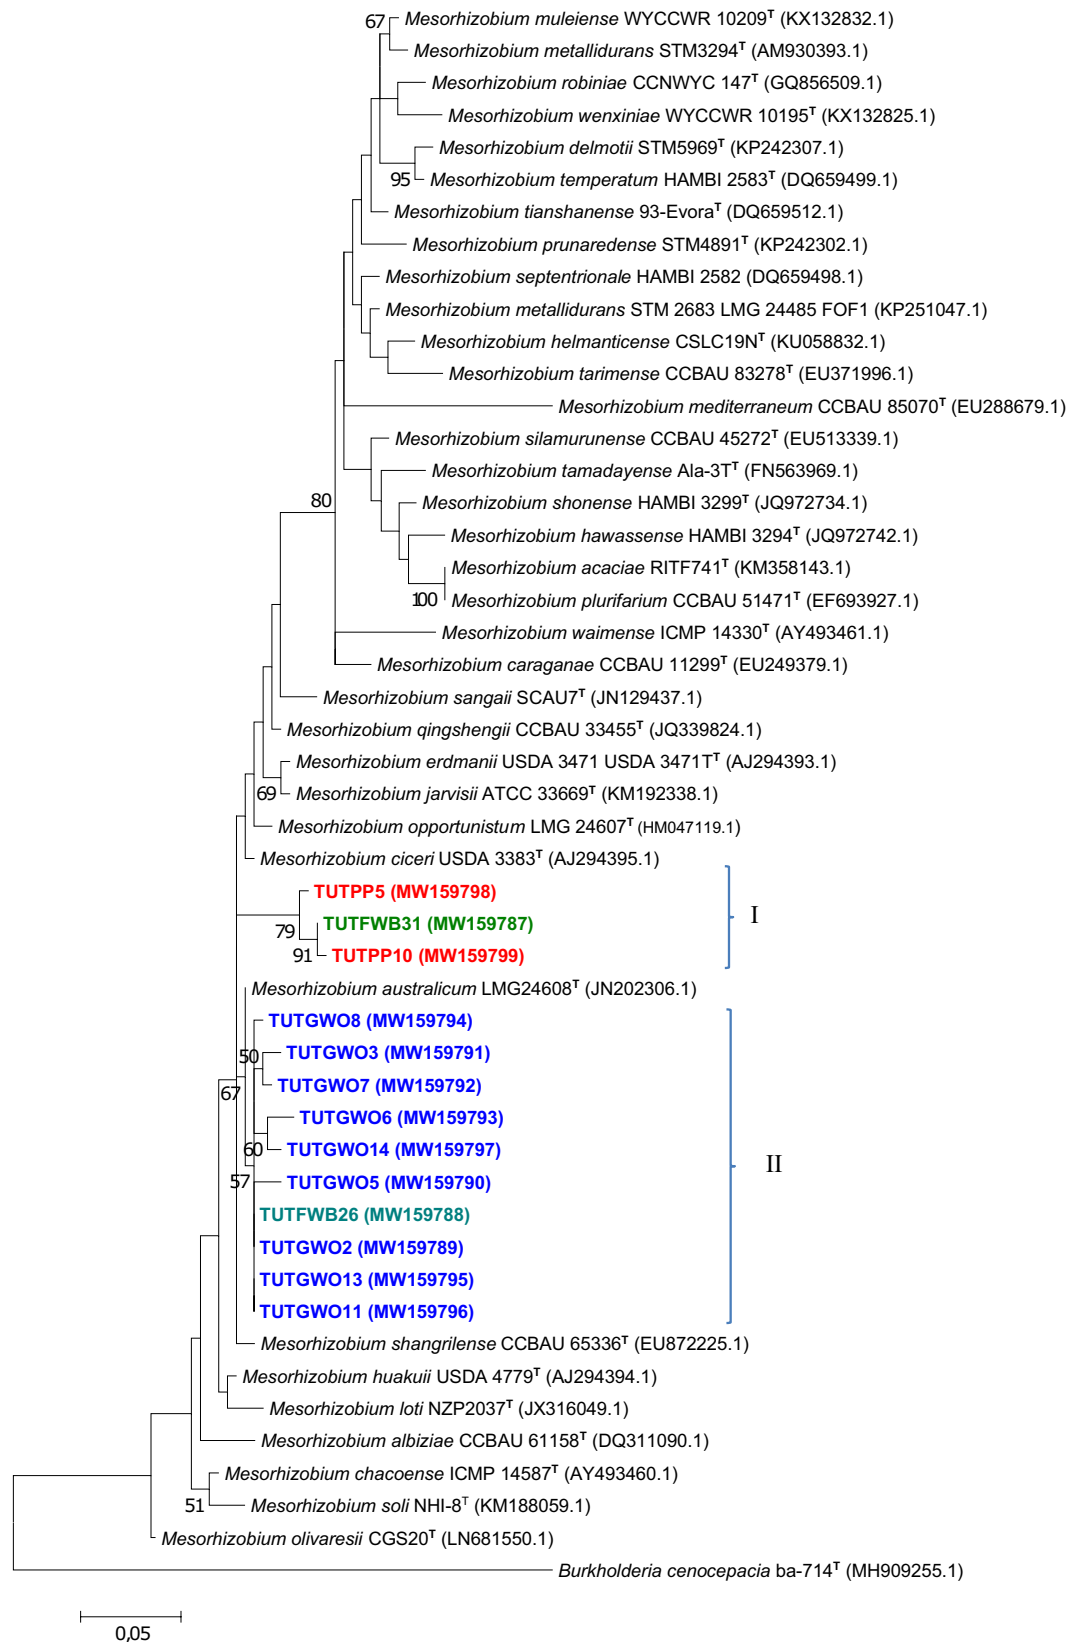 67
Mesorhizobium muleiense WYCCWR 10209ᵀ (KX132832.1)
Mesorhizobium metallidurans STM3294ᵀ (AM930393.1)
Mesorhizobium robiniae CCNWYC 147ᵀ (GQ856509.1)
Mesorhizobium wenxiniae WYCCWR 10195ᵀ (KX132825.1)
Mesorhizobium delmotii STM5969ᵀ (KP242307.1)
95
Mesorhizobium temperatum HAMBI 2583ᵀ (DQ659499.1)
Mesorhizobium tianshanense 93-Evoraᵀ (DQ659512.1)
Mesorhizobium prunaredense STM4891ᵀ (KP242302.1)
Mesorhizobium septentrionale HAMBI 2582 (DQ659498.1)
Mesorhizobium metallidurans STM 2683 LMG 24485 FOF1 (KP251047.1)
Mesorhizobium helmanticense CSLC19Nᵀ (KU058832.1)
Mesorhizobium tarimense CCBAU 83278ᵀ (EU371996.1)
Mesorhizobium mediterraneum CCBAU 85070ᵀ (EU288679.1)
Mesorhizobium silamurunense CCBAU 45272ᵀ (EU513339.1)
Mesorhizobium tamadayense Ala-3Tᵀ (FN563969.1)
80
Mesorhizobium shonense HAMBI 3299ᵀ (JQ972734.1)
Mesorhizobium hawassense HAMBI 3294ᵀ (JQ972742.1)
Mesorhizobium acaciae RITF741ᵀ (KM358143.1)
100
Mesorhizobium plurifarium CCBAU 51471ᵀ (EF693927.1)
Mesorhizobium waimense ICMP 14330ᵀ (AY493461.1)
Mesorhizobium caraganae CCBAU 11299ᵀ (EU249379.1)
Mesorhizobium sangaii SCAU7ᵀ (JN129437.1)
Mesorhizobium qingshengii CCBAU 33455ᵀ (JQ339824.1)
Mesorhizobium erdmanii USDA 3471 USDA 3471Tᵀ (AJ294393.1)
69
Mesorhizobium jarvisii ATCC 33669ᵀ (KM192338.1)
Mesorhizobium opportunistum LMG 24607ᵀ (HM047119.1)
Mesorhizobium ciceri USDA 3383ᵀ (AJ294395.1)
TUTPP5 (MW159798)
I
79
TUTFWB31 (MW159787)
91
TUTPP10 (MW159799)
Mesorhizobium australicum LMG24608ᵀ (JN202306.1)
TUTGWO8 (MW159794)
50
TUTGWO3 (MW159791)
67
TUTGWO7 (MW159792)
TUTGWO6 (MW159793)
60
TUTGWO14 (MW159797)
II
57
TUTGWO5 (MW159790)
TUTFWB26 (MW159788)
TUTGWO2 (MW159789)
TUTGWO13 (MW159795)
TUTGWO11 (MW159796)
Mesorhizobium shangrilense CCBAU 65336ᵀ (EU872225.1)
Mesorhizobium huakuii USDA 4779ᵀ (AJ294394.1)
Mesorhizobium loti NZP2037ᵀ (JX316049.1)
Mesorhizobium albiziae CCBAU 61158ᵀ (DQ311090.1)
Mesorhizobium chacoense ICMP 14587ᵀ (AY493460.1)
51
Mesorhizobium soli NHI-8ᵀ (KM188059.1)
Mesorhizobium olivaresii CGS20ᵀ (LN681550.1)
Burkholderia cenocepacia ba-714ᵀ (MH909255.1)
0,05